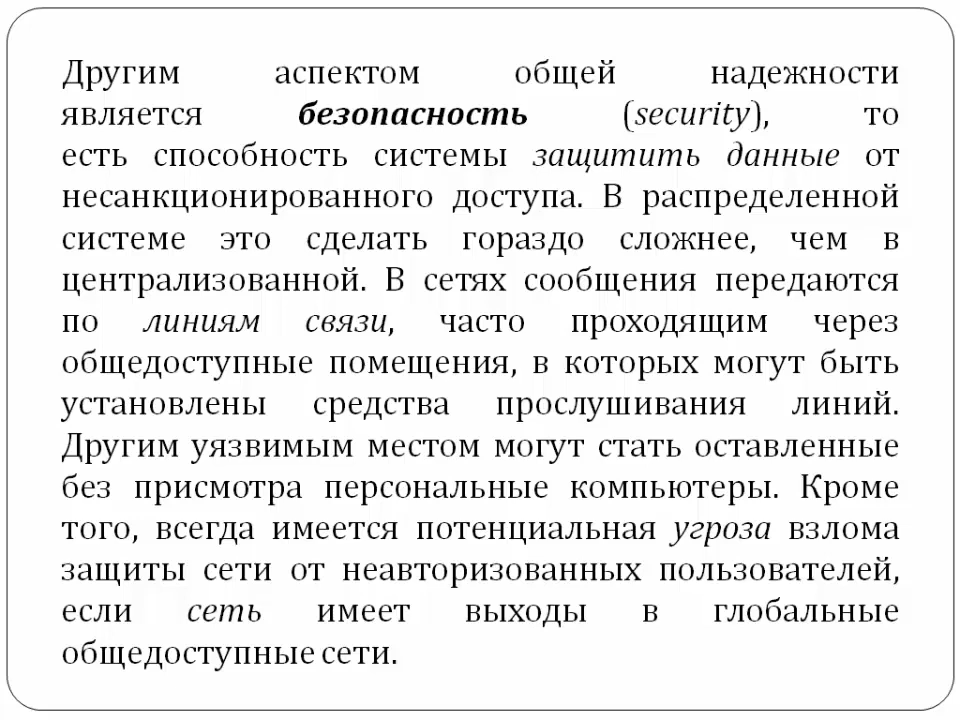 Другим аспектом общей надежности
является безопасность (security), то
есть способность системы защитить данные от
несанкционированного доступа. В распределенной
системе это сделать гораздо сложнее, чем в
централизованной. В сетях сообщения передаются
по линиям связи, часто проходящим через
общедоступные помещения, в которых могут быть
установлены средства прослушивания линий.
Другим уязвимым местом могут стать оставленные
без присмотра персональные компьютеры. Кроме
того, всегда имеется потенциальная угроза взлома
защиты сети от неавторизованных пользователей,
если сеть имеет выходы в глобальные
общедоступные сети.